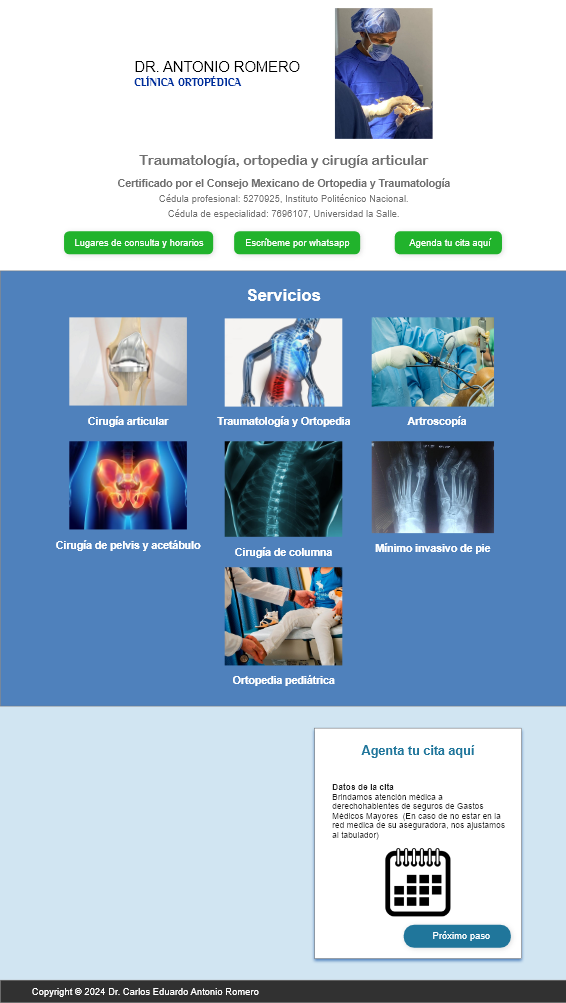 DR. ANTONIO ROMERO
CLÍNICA ORTOPÉDICA
Traumatología, ortopedia y cirugía articular
Certificado por el Consejo Mexicano de Ortopedia y Traumatología
Cédula profesional: 5270925, Instituto Politécnico Nacional.
Cédula de especialidad: 7696107, Universidad la Salle.
Lugares de consulta y horarios
Escríbeme por whatsapp
Agenda tu cita aquí
Servicios
Cirugía articular
Traumatología y Ortopedia
Artroscopía
Cirugía de pelvis y acetábulo
Cirugía de columna
Mínimo invasivo de pie
Ortopedia pediátrica
Agenta tu cita aquí
Datos de la cita
Brindamos atención médica a
derechohabientes de seguros de Gastos
Médicos Mayores (En caso de no estar en la
red medica de su aseguradora, nos ajustamos
al tabulador)
Próximo paso
Copyright © 2024 Dr. Carlos Eduardo Antonio Romero